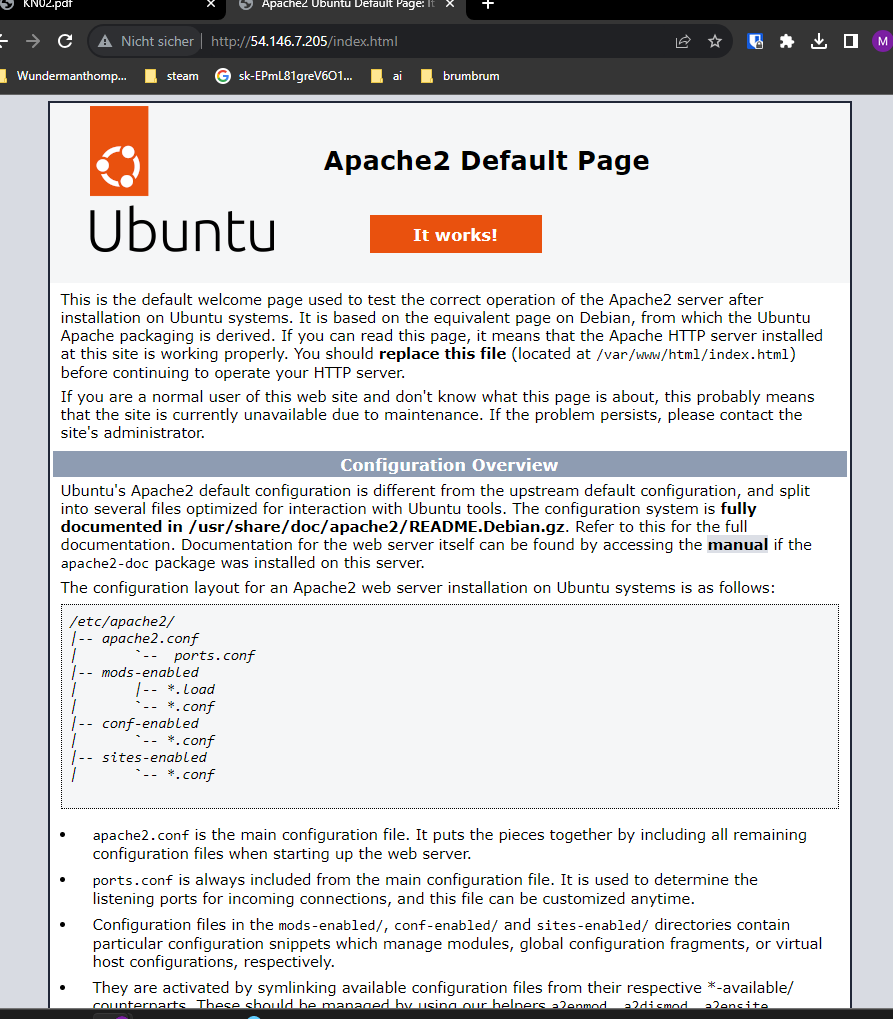 KN02.pdf
Apache2 Ubuntu Default Page: It
Nicht sicher
http://54.146.7.205/index.html
M
Wundermanthomp...
steam
sk-EPmL81greV6O1...
ai
brumbrum
Ubuntu
Apache2 Default Page
It works!
This is the default welcome page used to test the correct operation of the Apache2 server after
installation on Ubuntu systems. It is based on the equivalent page on Debian, from which the Ubuntu
Apache packaging is derived. If you can read this page, it means that the Apache HTTP server installed
at this site is working properly. You should replace this file (located at /var/www/html/index.html)
before continuing to operate your HTTP server.
If you are a normal user of this web site and don't know what this page is about, this probably means
that the site is currently unavailable due to maintenance. If the problem persists, please contact the
site's administrator.
Configuration Overview
Ubuntu's Apache2 default configuration is different from the upstream default configuration, and split
into several files optimized for interaction with Ubuntu tools. The configuration system is fully
documented in /usr/share/doc/apache2/README.Debian.gz. Refer to this for the full
documentation. Documentation for the web server itself can be found by accessing the manual if the
apache2-doc package was installed on this server.
The configuration layout for an Apache2 web server installation on Ubuntu systems is as follows:
/etc/apache2/
|-- apache2.conf
|       `--  ports.conf
|-- mods-enabled
|       |-- *.load
|       `-- *.conf
|-- conf-enabled
|       `-- *.conf
|-- sites-enabled
|       `-- *.conf
• apache2.conf is the main configuration file. It puts the pieces together by including all remaining
configuration files when starting up the web server.
• ports.conf is always included from the main configuration file. It is used to determine the
listening ports for incoming connections, and this file can be customized anytime.
• Configuration files in the mods-enabled/, conf-enabled/ and sites-enabled/ directories contain
particular configuration snippets which manage modules, global configuration fragments, or virtual
host configurations, respectively.
• They are activated by symlinking available configuration files from their respective *-available/
counterparts. These should be managed by using our helpers a2enmod, a2dismod, a2ensite,